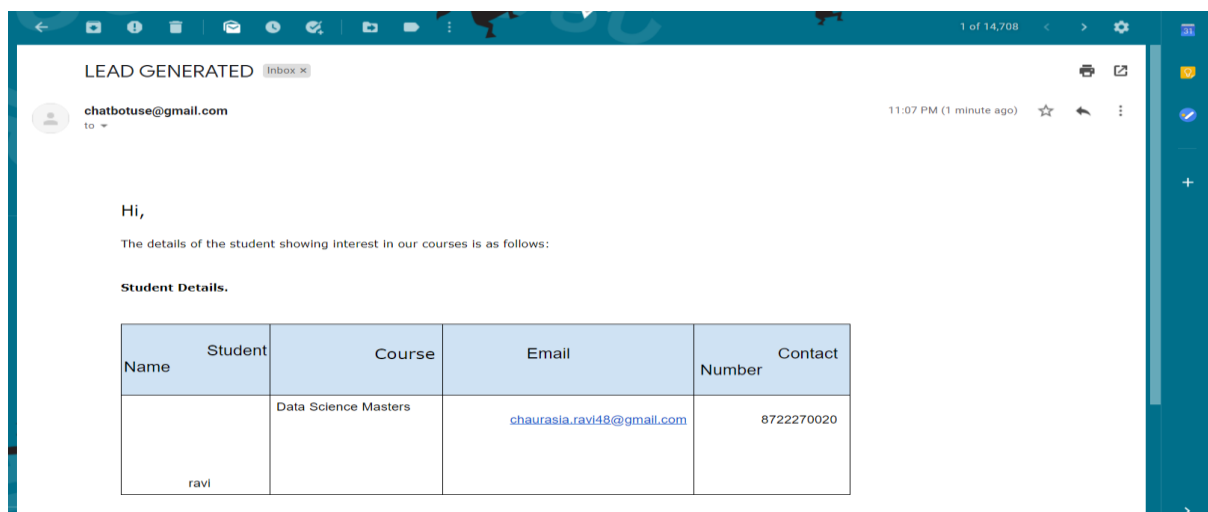 1 of 14,708
31
LEAD GENERATED Inbox ×
chatbotuse@gmail.com 11:07 PM (1 minute ago)
to
Hi,
The details of the student showing interest in our courses is as follows:
Student Details.
Student Name Course Email Contact Number
ravi Data Science Masters chaurasia.ravi48@gmail.com 8722270020